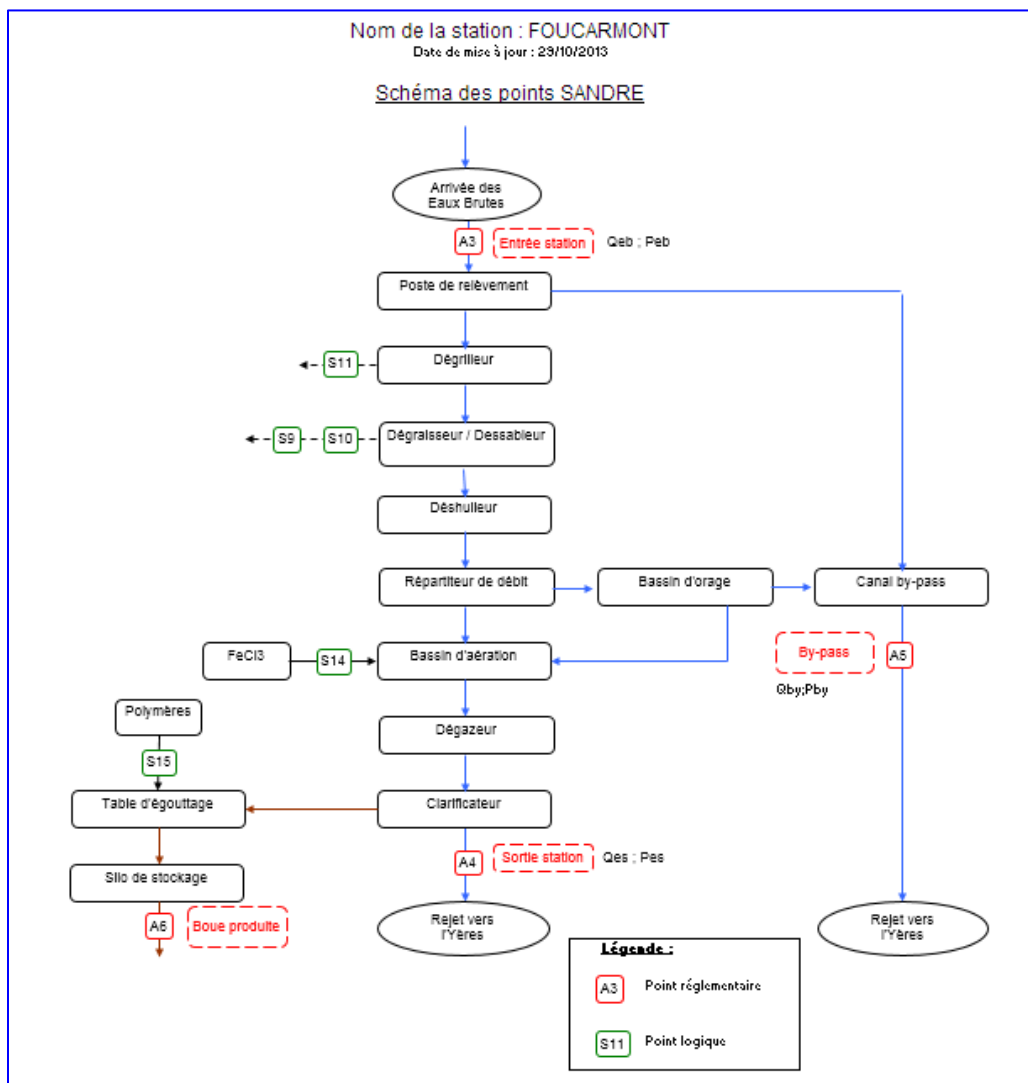 Nom de la station : FOUCARMONT
Date de mise à jour : 29/10/2013
Schéma des points SANDRE
Arrivée des
Eaux Brutes
A3
Entrée station
Qeb ; Peb
Poste de relèvement
S11
Dégrilleur
S9
S10
Dégraisseur / Dessableur
Déshuileur
Répartiteur de débit
Bassin d'orage
Canal by-pass
FeCl3
S14
Bassin d'aération
By-pass
A5
Qby;Pby
Polymères
Dégazeur
S15
Table d'égouttage
Clarificateur
A4
Sortie station
Qes ; Pes
Silo de stockage
A6
Boue produite
Rejet vers
l'Yères
Rejet vers
l'Yères
Légende :
A3
Point réglementaire
S11
Point logique